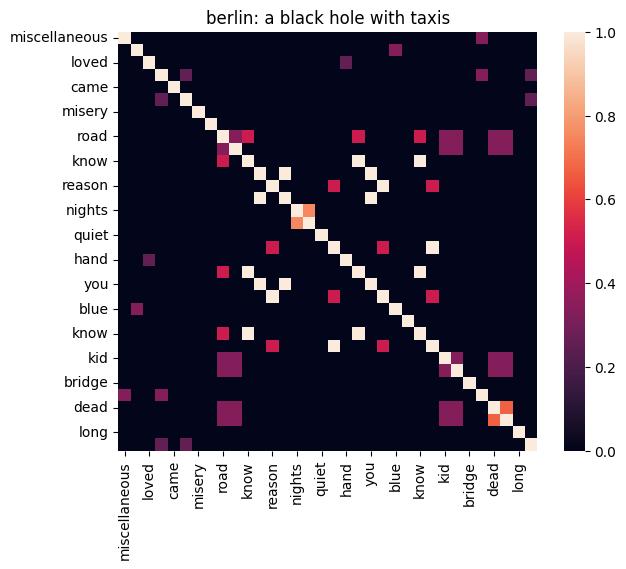 berlin: a black hole with taxis
miscellaneous
loved
came
misery
road
know
reason
nights
quiet
hand
you
blue
know
kid
bridge
dead
long
1.0
0.8
0.6
0.4
0.2
0.0
miscellaneous
loved
came
misery
road
know
reason
nights
quiet
hand
you
blue
know
kid
bridge
dead
long